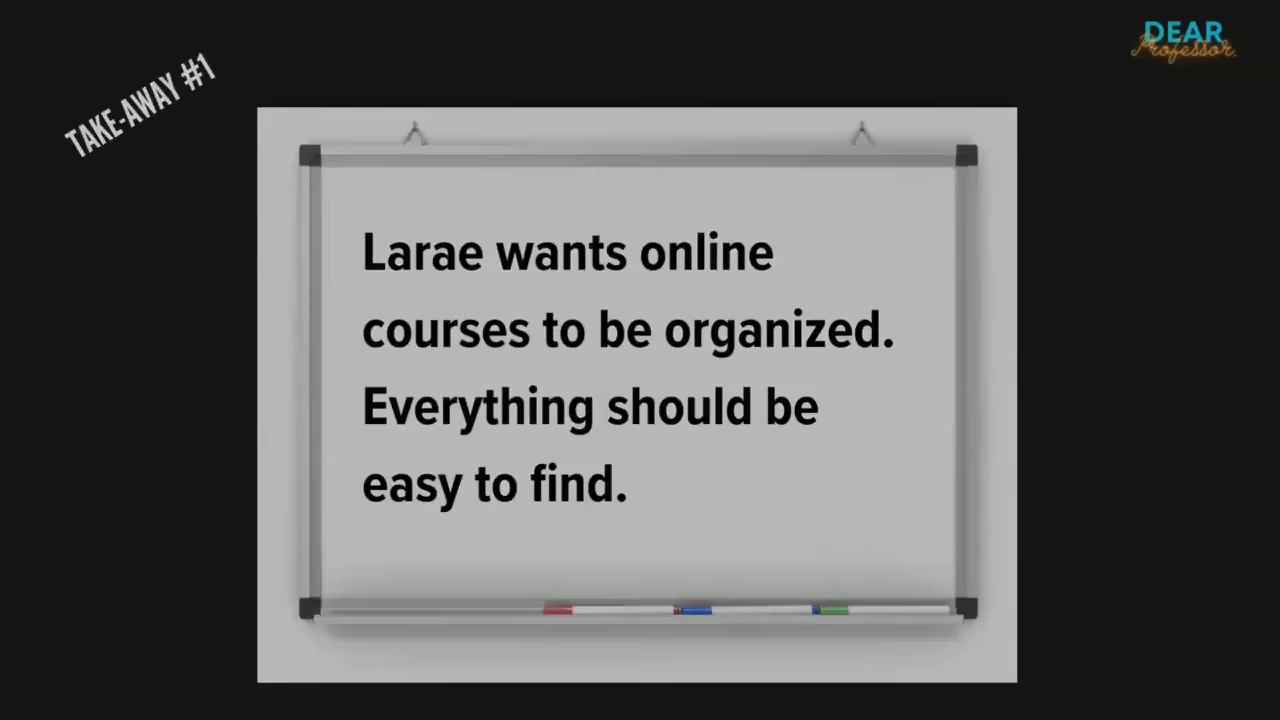 TAKE-AWAY #1
DEAR
Professor.
Larae wants online
courses to be organized.
Everything should be
easy to find.